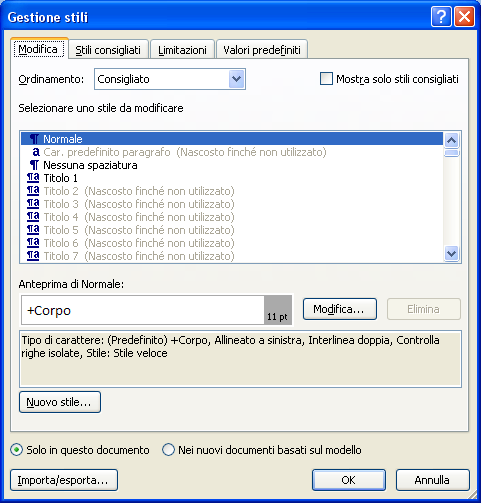 Gestione stili
Modifica Stili consigliati Limitazioni Valori predefiniti
Ordinamento: Consigliato Mostra solo stili consigliati
Selezionare uno stile da modificare
¶ Normale
a Car. predefinito paragrafo (Nascosto finché non utilizzato)
¶ Nessuna spaziatura
¶a Titolo 1
¶a Titolo 2 (Nascosto finché non utilizzato)
¶a Titolo 3 (Nascosto finché non utilizzato)
¶a Titolo 4 (Nascosto finché non utilizzato)
¶a Titolo 5 (Nascosto finché non utilizzato)
¶a Titolo 6 (Nascosto finché non utilizzato)
¶a Titolo 7 (Nascosto finché non utilizzato)
Anteprima di Normale:
+Corpo 11 pt Modifica... Elimina
Tipo di carattere: (Predefinito) +Corpo, Allineato a sinistra, Interlinea doppia, Controlla
righe isolate, Stile: Stile veloce
Nuovo stile...
Solo in questo documento Nei nuovi documenti basati sul modello
Importa/esporta... OK Annulla